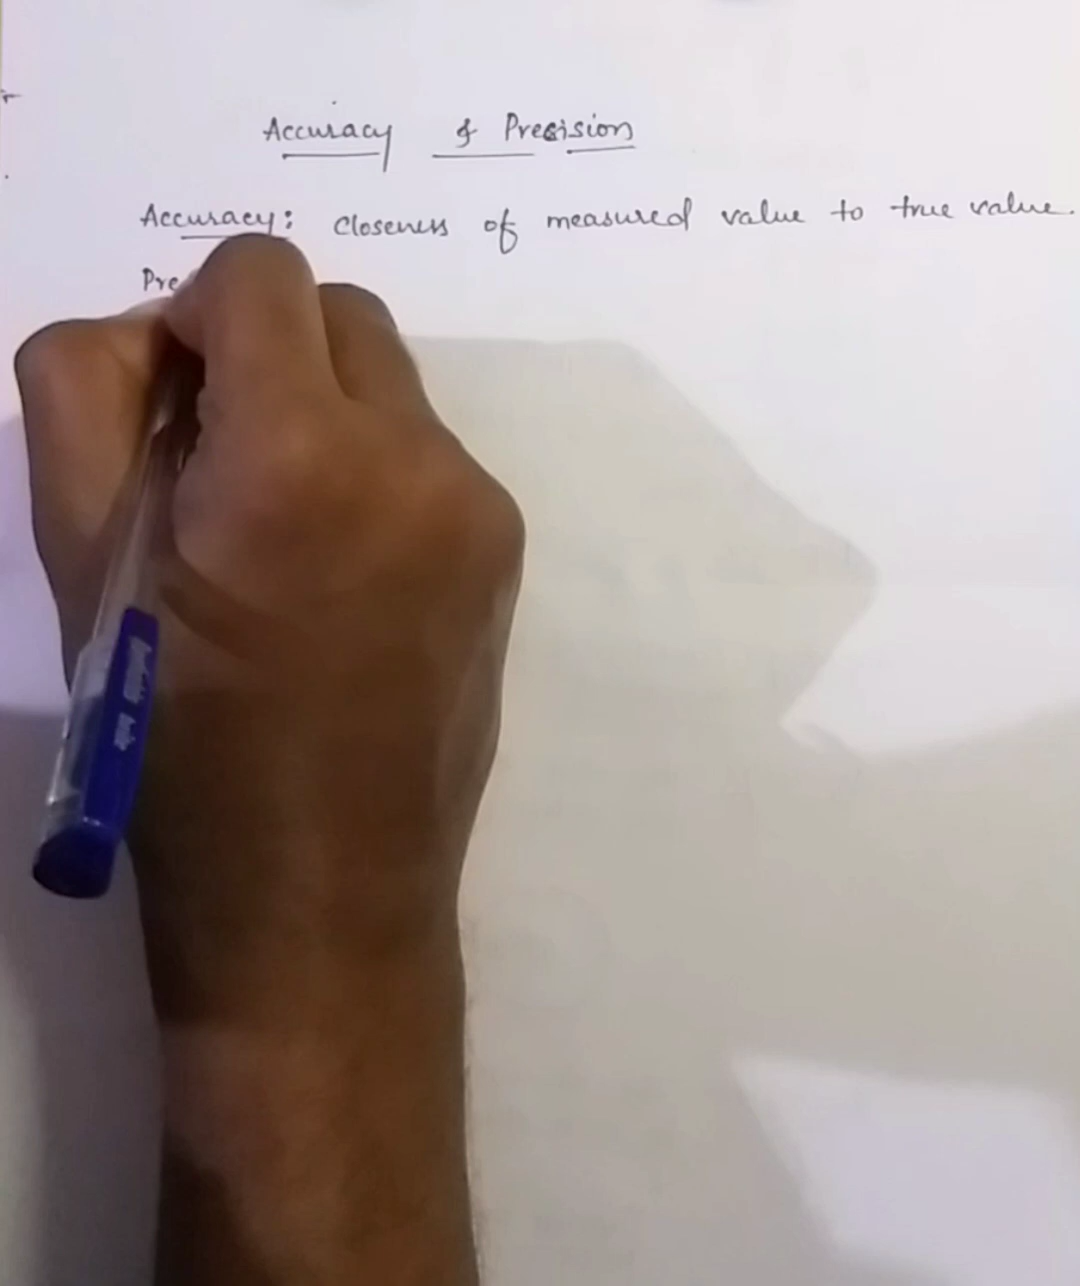 Accuracy & Precision
Accuracy: Closeness of measured value to true value.
Pre